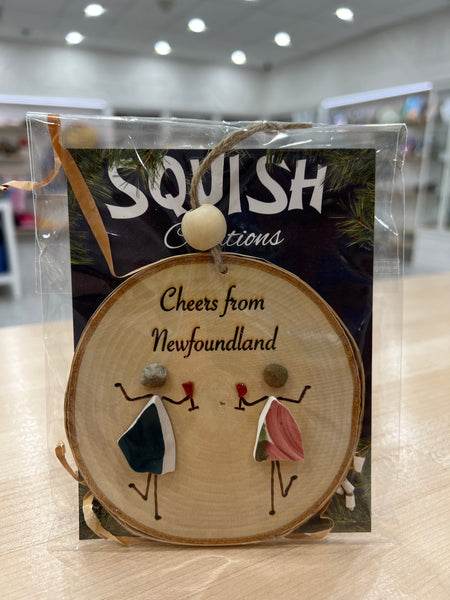 SQUISH
Creations
Cheers from
Newfoundland